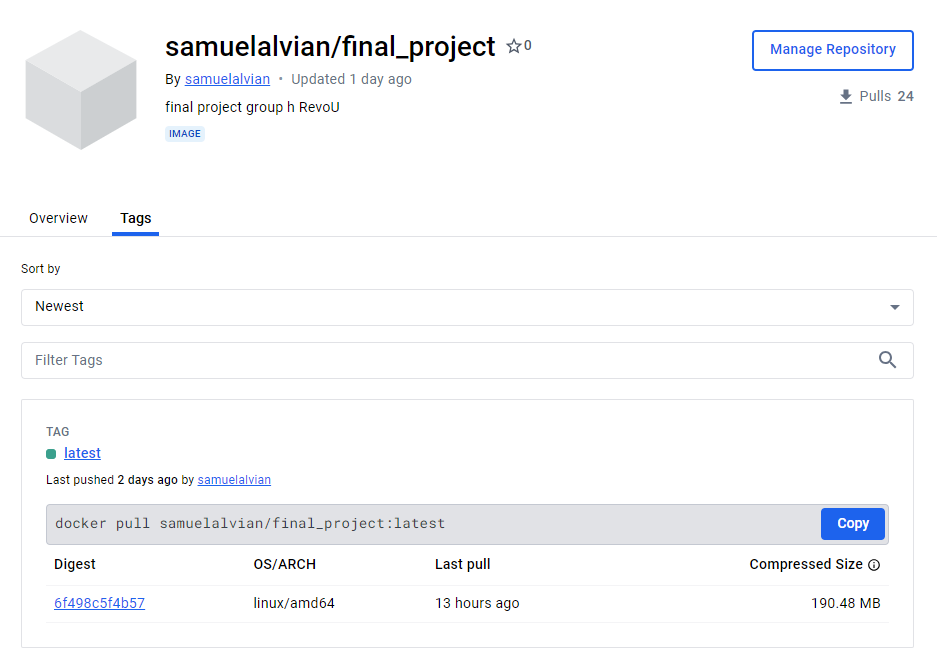 samuelalvian/final_project ☆0
Manage Repository
By samuelalvian • Updated 1 day ago
Pulls 24
final project group h RevoU
IMAGE
Overview Tags
Sort by
Newest
Filter Tags
TAG
latest
Last pushed 2 days ago by samuelalvian
docker pull samuelalvian/final_project:latest Copy
Digest OS/ARCH Last pull Compressed Size
6f498c5f4b57 linux/amd64 13 hours ago 190.48 MB